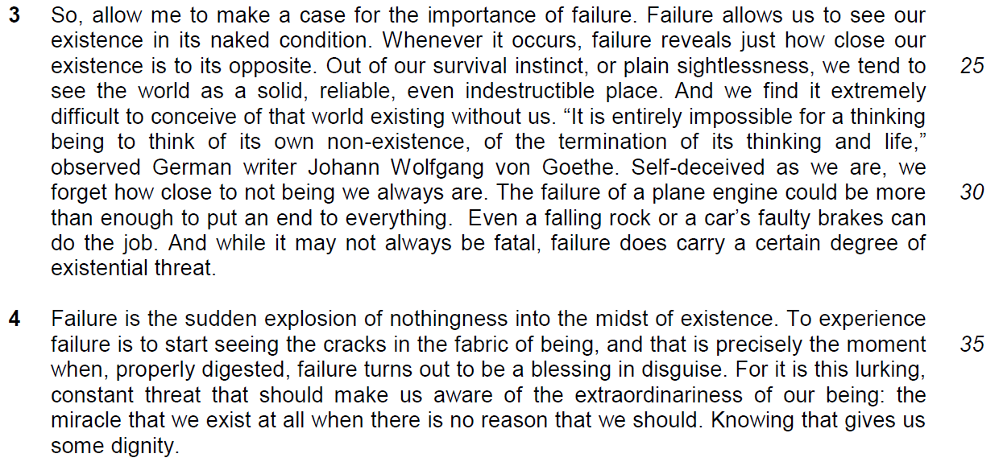 3 So, allow me to make a case for the importance of failure. Failure allows us to see our
existence in its naked condition. Whenever it occurs, failure reveals just how close our
existence is to its opposite. Out of our survival instinct, or plain sightlessness, we tend to 25
see the world as a solid, reliable, even indestructible place. And we find it extremely
difficult to conceive of that world existing without us. “It is entirely impossible for a thinking
being to think of its own non-existence, of the termination of its thinking and life,”
observed German writer Johann Wolfgang von Goethe. Self-deceived as we are, we
forget how close to not being we always are. The failure of a plane engine could be more 30
than enough to put an end to everything.  Even a falling rock or a car’s faulty brakes can
do the job. And while it may not always be fatal, failure does carry a certain degree of
existential threat.
4 Failure is the sudden explosion of nothingness into the midst of existence. To experience
failure is to start seeing the cracks in the fabric of being, and that is precisely the moment 35
when, properly digested, failure turns out to be a blessing in disguise. For it is this lurking,
constant threat that should make us aware of the extraordinariness of our being: the
miracle that we exist at all when there is no reason that we should. Knowing that gives us
some dignity.